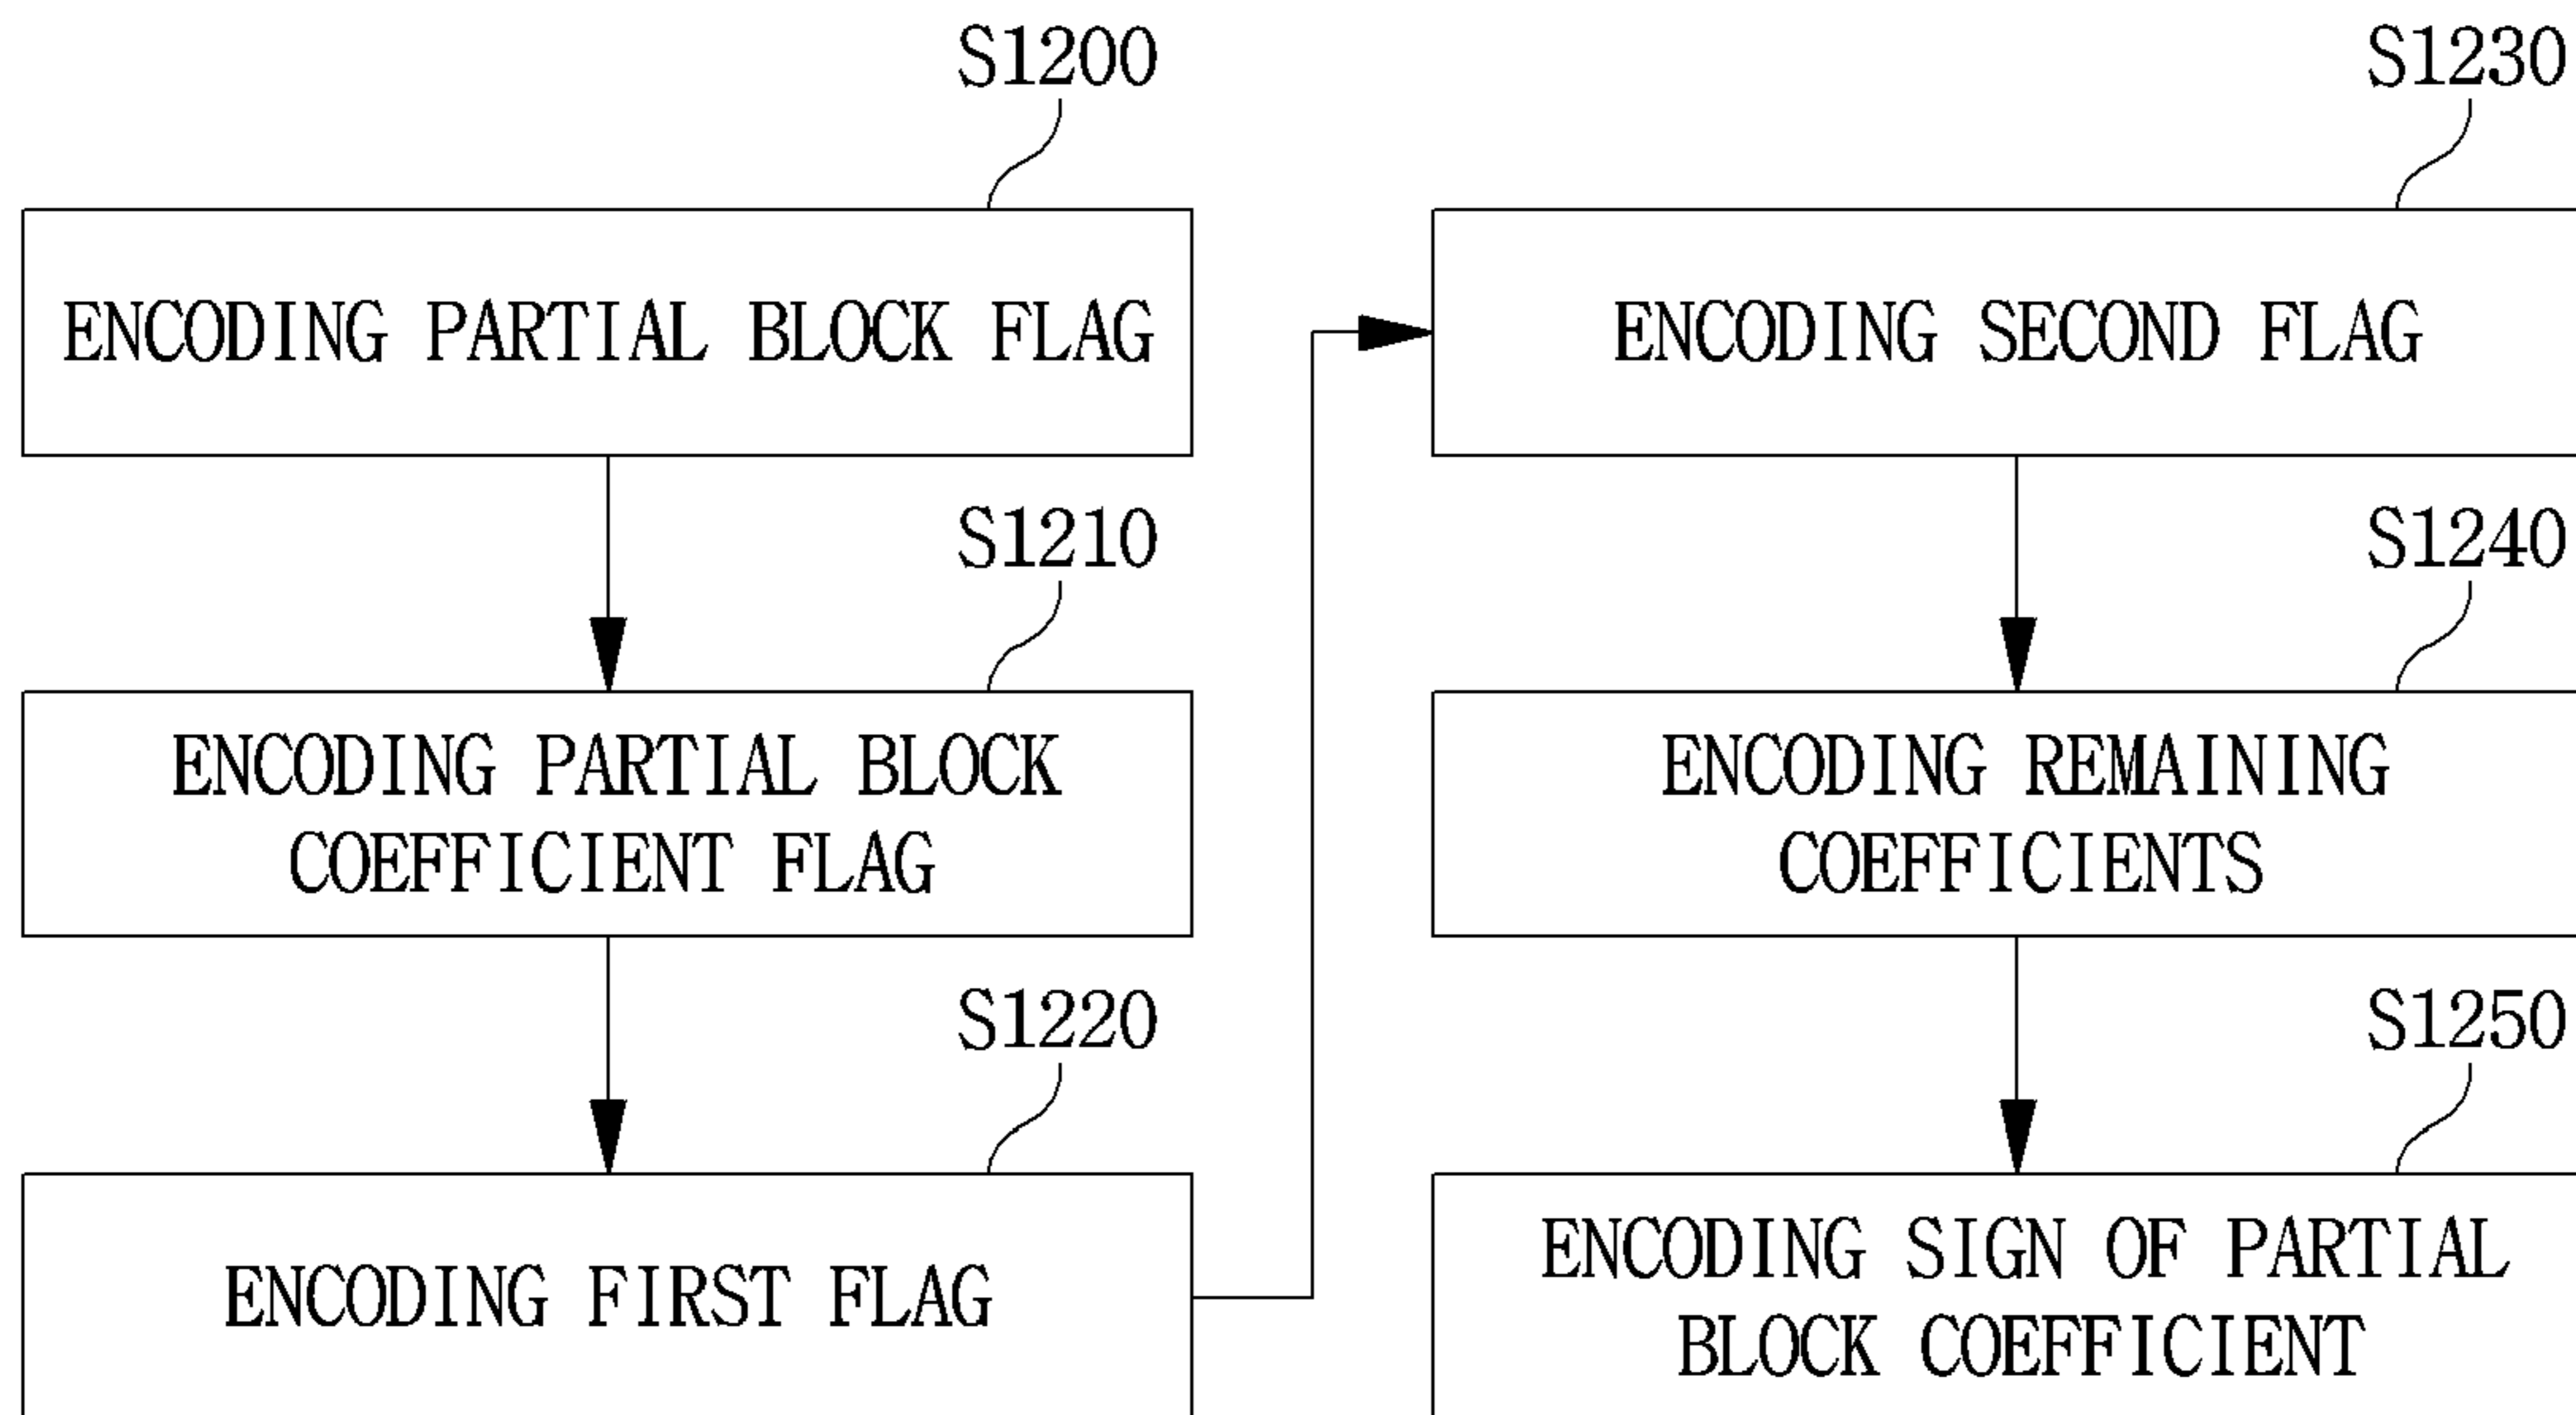 S1200
ENCODING PARTIAL BLOCK FLAG
S1210
ENCODING PARTIAL BLOCK
COEFFICIENT FLAG
S1220
ENCODING FIRST FLAG
S1230
ENCODING SECOND FLAG
S1240
ENCODING REMAINING
COEFFICIENTS
S1250
ENCODING SIGN OF PARTIAL
BLOCK COEFFICIENT